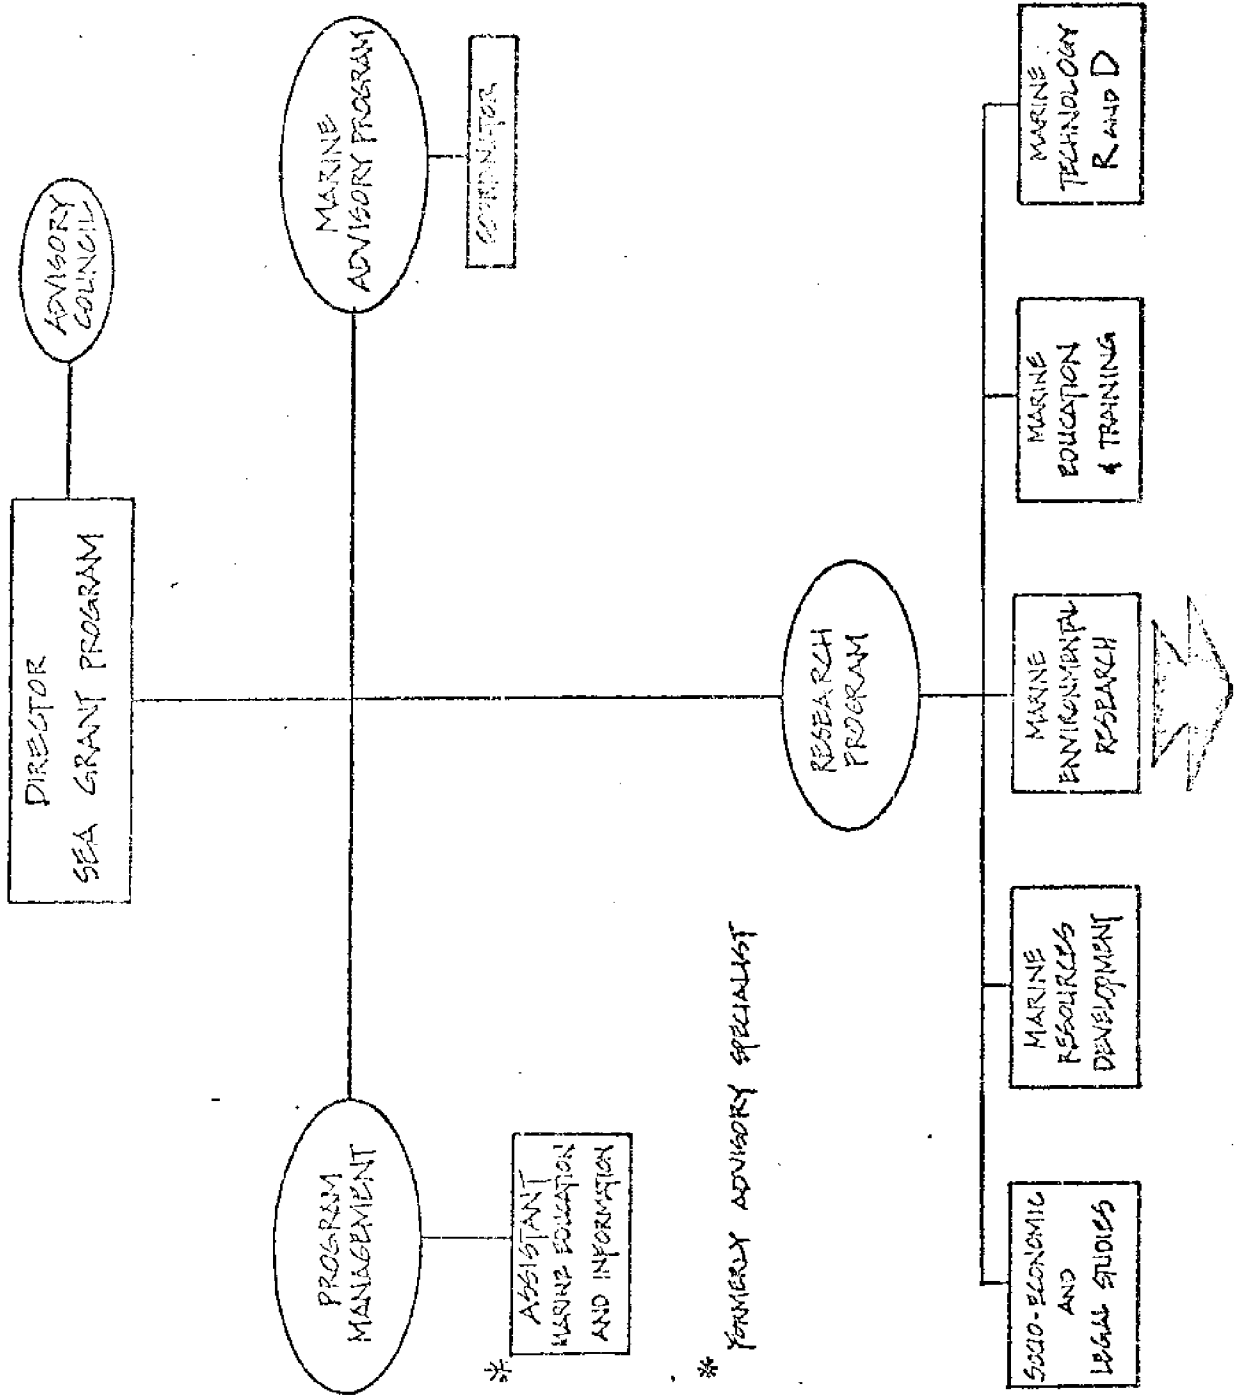 DIRECTOR
SEA GRANT PROGRAM
ADVISORY
COUNCIL
PROGRAM
MANAGEMENT
MARINE
ADVISORY PROGRAM
*
ASSISTANT
MARINE EDUCATION
AND INFORMATION
COORDINATOR
* FORMERLY ADVISORY SPECIALIST
RESEARCH
PROGRAM
SOCIO-ECONOMIC
AND
LEGAL STUDIES
MARINE
RESOURCES
DEVELOPMENT
MARINE
ENVIRONMENTAL
RESEARCH
MARINE
EDUCATION
& TRAINING
MARINE
TECHNOLOGY
R AND D